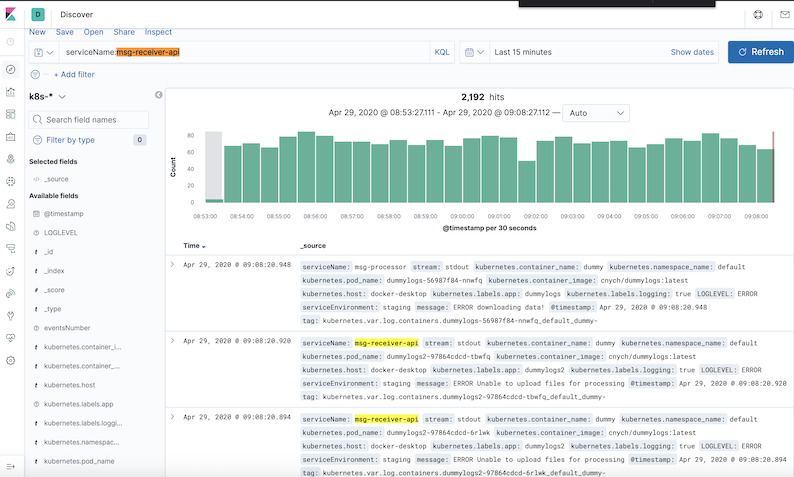 D Discover
New Save Open Share Inspect
serviceName:msg-receiver-api KQL Last 15 minutes Show dates Refresh
+ Add filter
k8s-*
Search field names
Filter by type 0
Selected fields
</> _source
Available fields
@timestamp
LOGLEVEL
t _id
t _index
# _score
t _type
eventsNumber
t kubernetes.container_i...
t kubernetes.container_...
t kubernetes.host
kubernetes.labels.app
t kubernetes.labels.loggi...
t kubernetes.namespac...
t kubernetes.pod_name
2,192 hits
Apr 29, 2020 @ 08:53:27.111 - Apr 29, 2020 @ 09:08:27.112 — Auto
Count
80
60
40
20
0
08:53:00 08:54:00 08:55:00 08:56:00 08:57:00 08:58:00 08:59:00 09:00:00 09:01:00 09:02:00 09:03:00 09:04:00 09:05:00 09:06:00 09:07:00 09:08:00
@timestamp per 30 seconds
Time _source
Apr 29, 2020 @ 09:08:20.948 serviceName: msg-processor stream: stdout kubernetes.container_name: dummy kubernetes.namespace_name: default
kubernetes.pod_name: dummylogs-56987f84-nnwfq kubernetes.container_image: cnych/dummylogs:latest
kubernetes.host: docker-desktop kubernetes.labels.app: dummylogs kubernetes.labels.logging: true LOGLEVEL: ERROR
serviceEnvironment: staging message: ERROR downloading data! @timestamp: Apr 29, 2020 @ 09:08:20.948
tag: kubernetes.var.log.containers.dummylogs-56987f84-nnwfq_default_dummy-
Apr 29, 2020 @ 09:08:20.920 serviceName: msg-receiver-api stream: stdout kubernetes.container_name: dummy kubernetes.namespace_name: default
kubernetes.pod_name: dummylogs2-97864cdcd-tbwfq kubernetes.container_image: cnych/dummylogs:latest
kubernetes.host: docker-desktop kubernetes.labels.app: dummylogs2 kubernetes.labels.logging: true LOGLEVEL: ERROR
serviceEnvironment: staging message: ERROR Unable to upload files for processing @timestamp: Apr 29, 2020 @ 09:08:20.920
tag: kubernetes.var.log.containers.dummylogs2-97864cdcd-tbwfq_default_dummy-
Apr 29, 2020 @ 09:08:20.894 serviceName: msg-receiver-api stream: stdout kubernetes.container_name: dummy kubernetes.namespace_name: default
kubernetes.pod_name: dummylogs2-97864cdcd-6rlwk kubernetes.container_image: cnych/dummylogs:latest
kubernetes.host: docker-desktop kubernetes.labels.app: dummylogs2 kubernetes.labels.logging: true LOGLEVEL: ERROR
serviceEnvironment: staging message: ERROR Unable to upload files for processing @timestamp: Apr 29, 2020 @ 09:08:20.894
tag: kubernetes.var.log.containers.dummylogs2-97864cdcd-6rlwk_default_dummy-